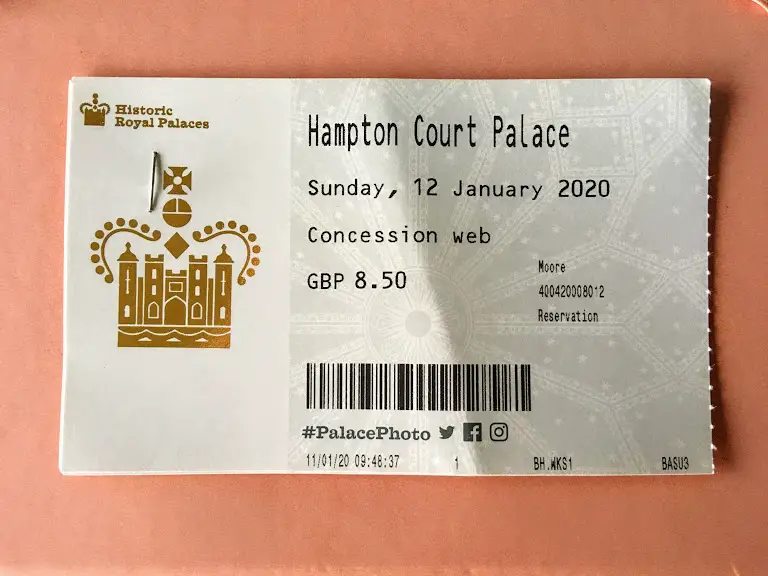 Historic
Royal Palaces
Hampton Court Palace
Sunday, 12 January 2020
Concession web
GBP 8.50
Moore
400420008012
Reservation
#PalacePhoto
11/01/20 09:48:37 1 BH.WKS1 BASU3